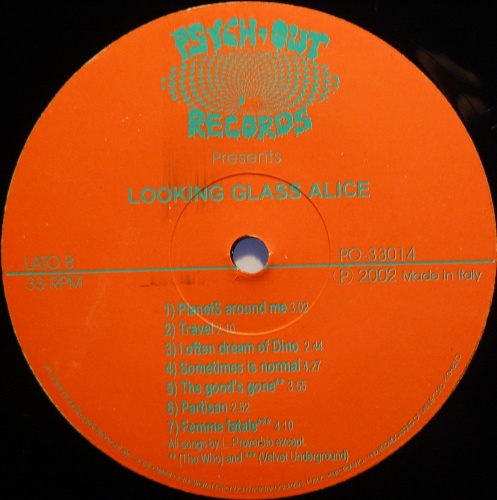 PSYCH-OUT
RECORDS
Presents
LOOKING GLASS ALICE
LATO B
33 RPM
PO-33014
(P) 2002 Made in Italy
1) PlanetS around me 3.02
2) Travel 2.10
3) I often dream of Dino 2.44
4) Sometimes is normal 4.27
5) The good's gone** 3.55
6) Partisan 2.52
7) Femme fatale*** 4.10
All songs by L. except
** (The Who) and *** (Velvet Underground)